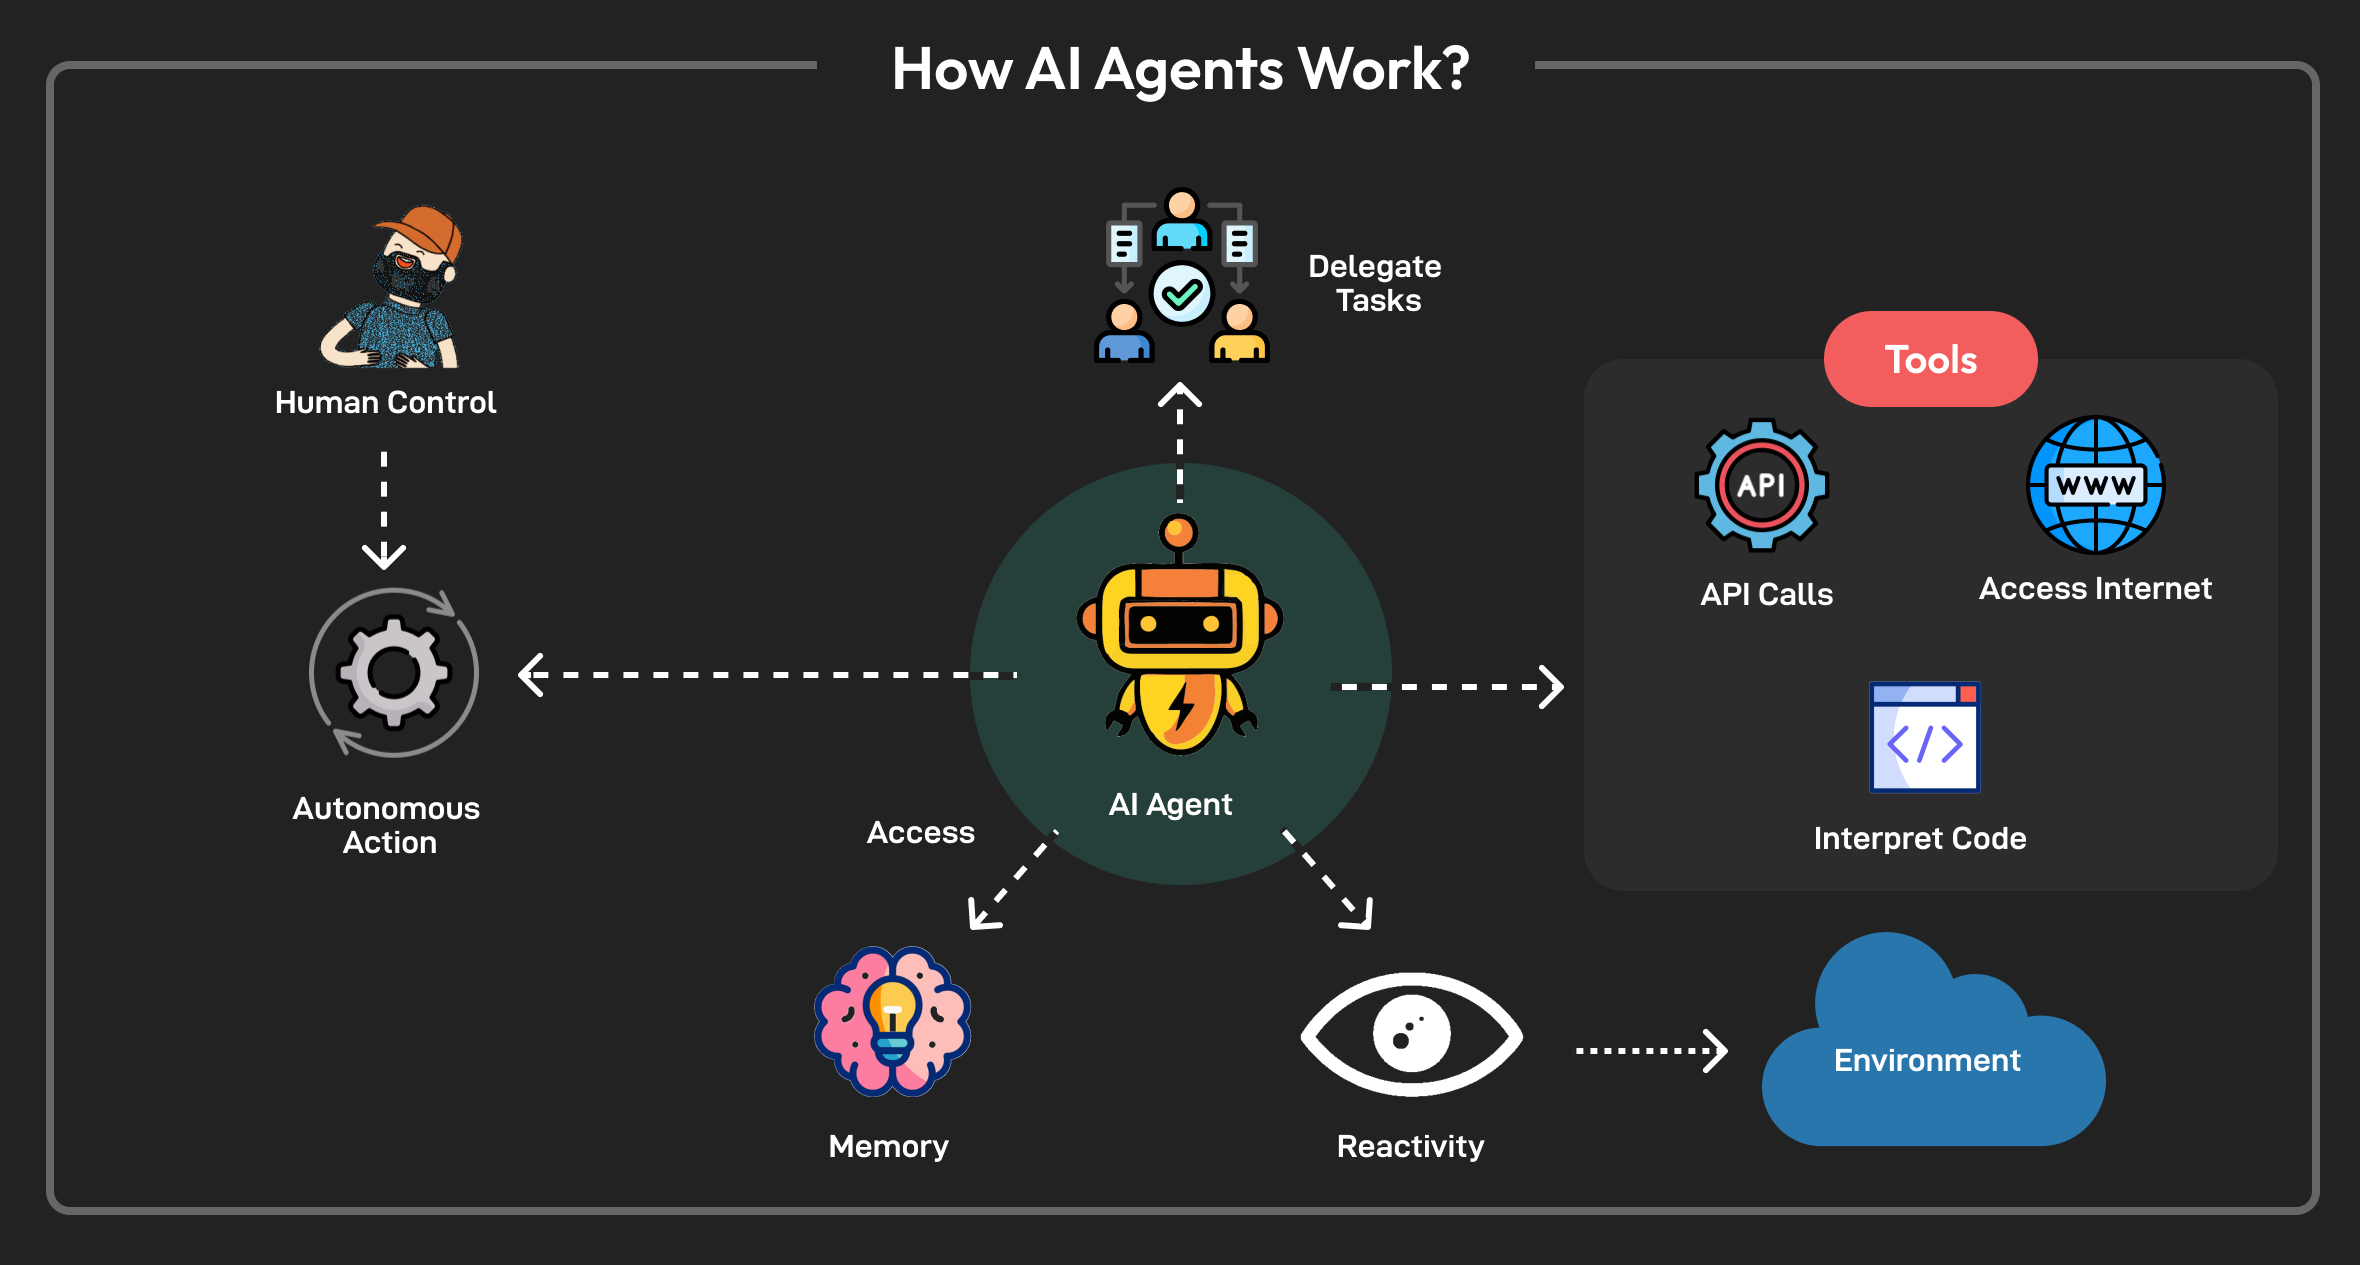 How AI Agents Work?
Human Control
Delegate
Tasks
Tools
API
WWW
API Calls
Access Internet
Autonomous
Action
AI Agent
Access
</>
Interpret Code
Memory
Reactivity
Environment